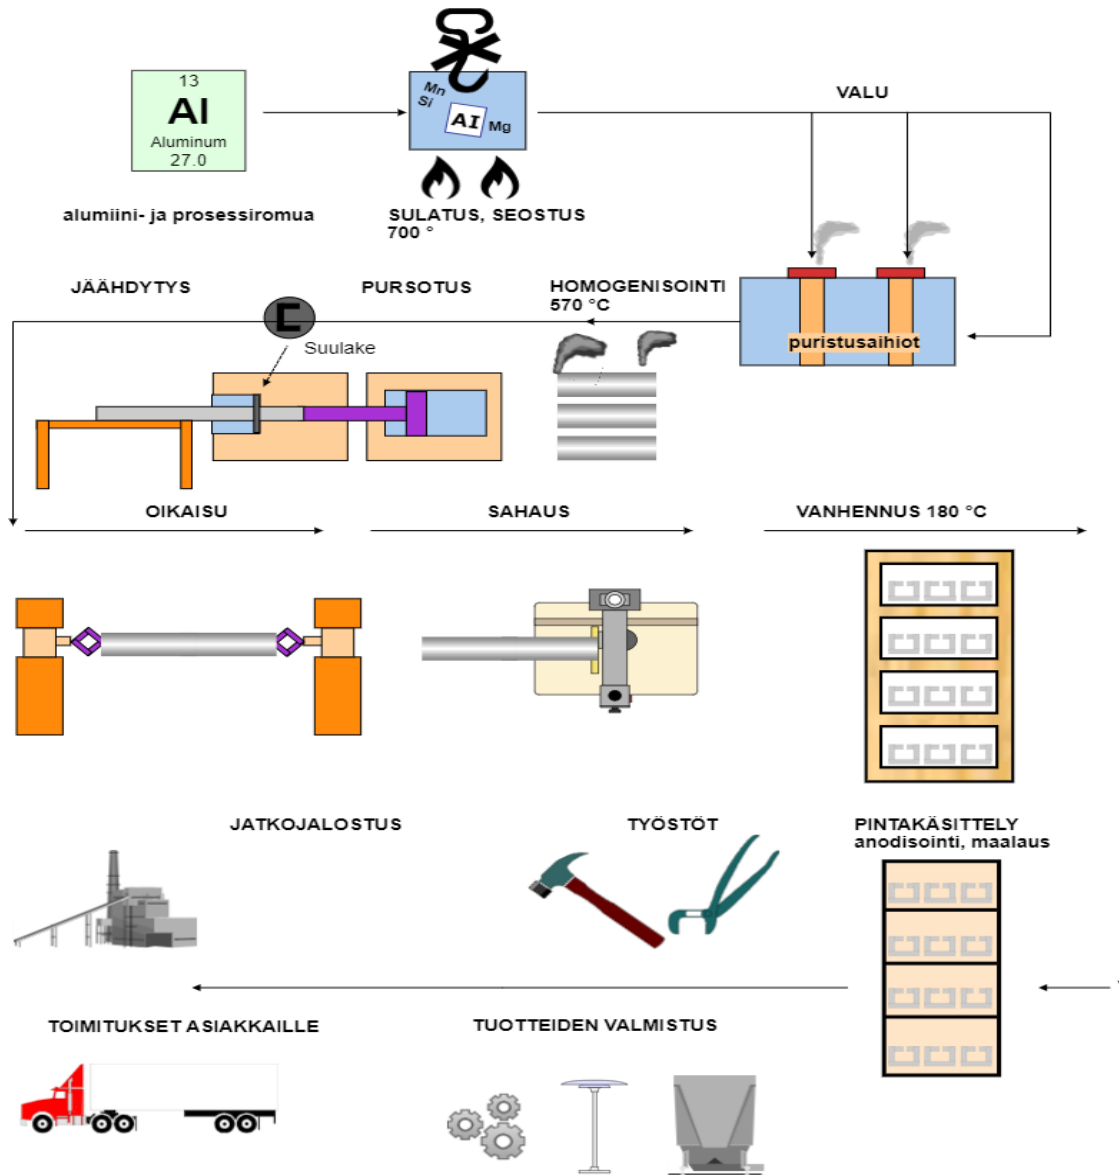 13
Al
Aluminum
27.0
Mn
Si
AI
Mg
VALU
alumiini- ja prosessiromua
SULATUS, SEOSTUS
700 °
JÄÄHDYTYS
PURSOTUS
HOMOGENISOINTI
570 °C
Suulake
puristusaihiot
OIKAISU
SAHAUS
VANHENNUS 180 °C
JATKOJALOSTUS
TYÖSTÖT
PINTAKÄSITTELY
anodisointi, maalaus
TOIMITUKSET ASIAKKAILLE
TUOTTEIDEN VALMISTUS